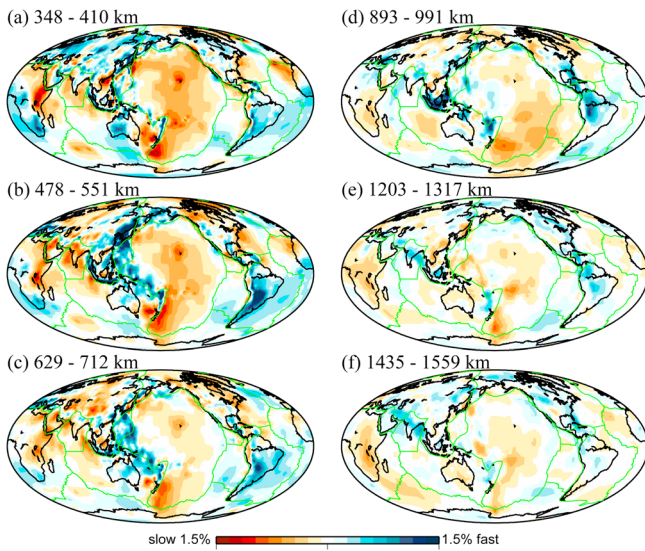 (a) 348 - 410 km
(d) 893 - 991 km
(b) 478 - 551 km
(e) 1203 - 1317 km
(c) 629 - 712 km
(f) 1435 - 1559 km
slow 1.5% 1.5% fast